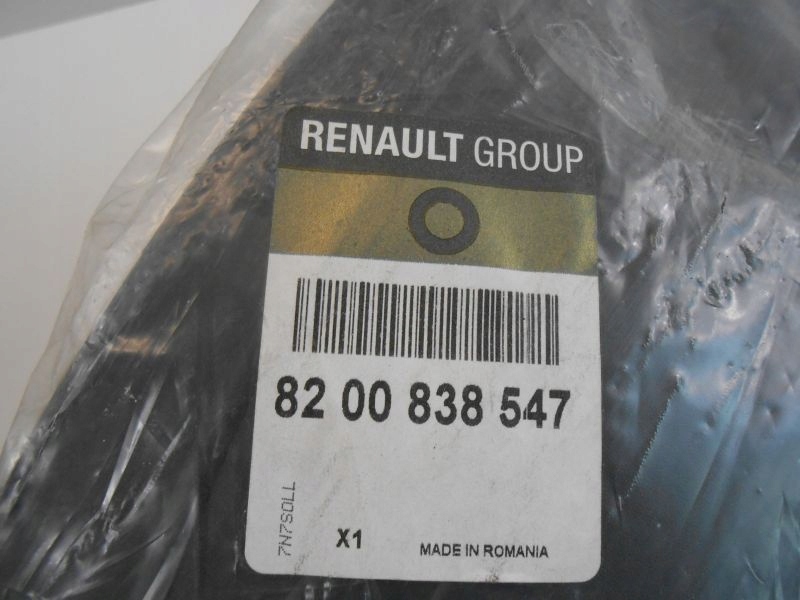 RENAULT GROUP
82 00 838 547
7N7SOLL
X1
MADE IN ROMANIA